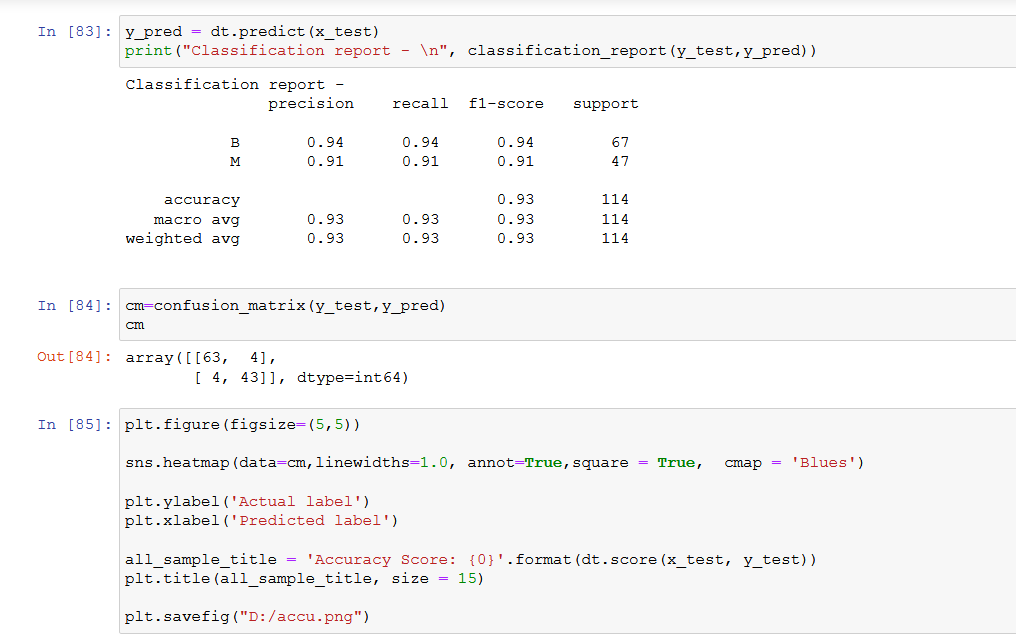 In [83]: y_pred = dt.predict(x_test)
print("Classification report - \n", classification_report(y_test,y_pred))
Classification report -
precision recall f1-score support
B 0.94 0.94 0.94 67
M 0.91 0.91 0.91 47
accuracy 0.93 114
macro avg 0.93 0.93 0.93 114
weighted avg 0.93 0.93 0.93 114
In [84]: cm=confusion_matrix(y_test,y_pred)
cm
Out[84]: array([[63, 4],
[ 4, 43]], dtype=int64)
In [85]: plt.figure(figsize=(5,5))
sns.heatmap(data=cm,linewidths=1.0, annot=True,square = True, cmap = 'Blues')
plt.ylabel('Actual label')
plt.xlabel('Predicted label')
all_sample_title = 'Accuracy Score: {0}'.format(dt.score(x_test, y_test))
plt.title(all_sample_title, size = 15)
plt.savefig("D:/accu.png")